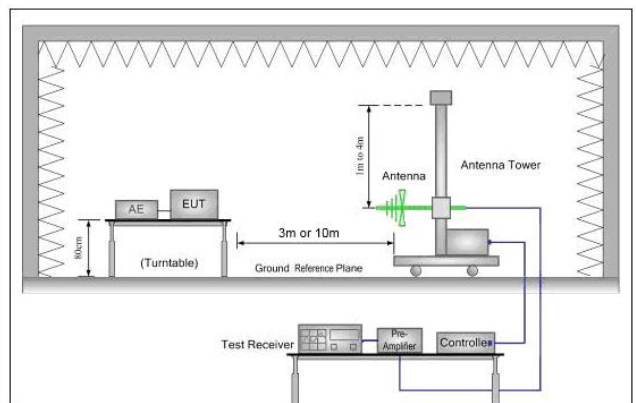 1m to 4m
Antenna
Antenna Tower
AE
EUT
3m or 10m
80cm
(Turntable)
Ground Reference Plane
Test Receiver
Pre-
Amplifier
Controller